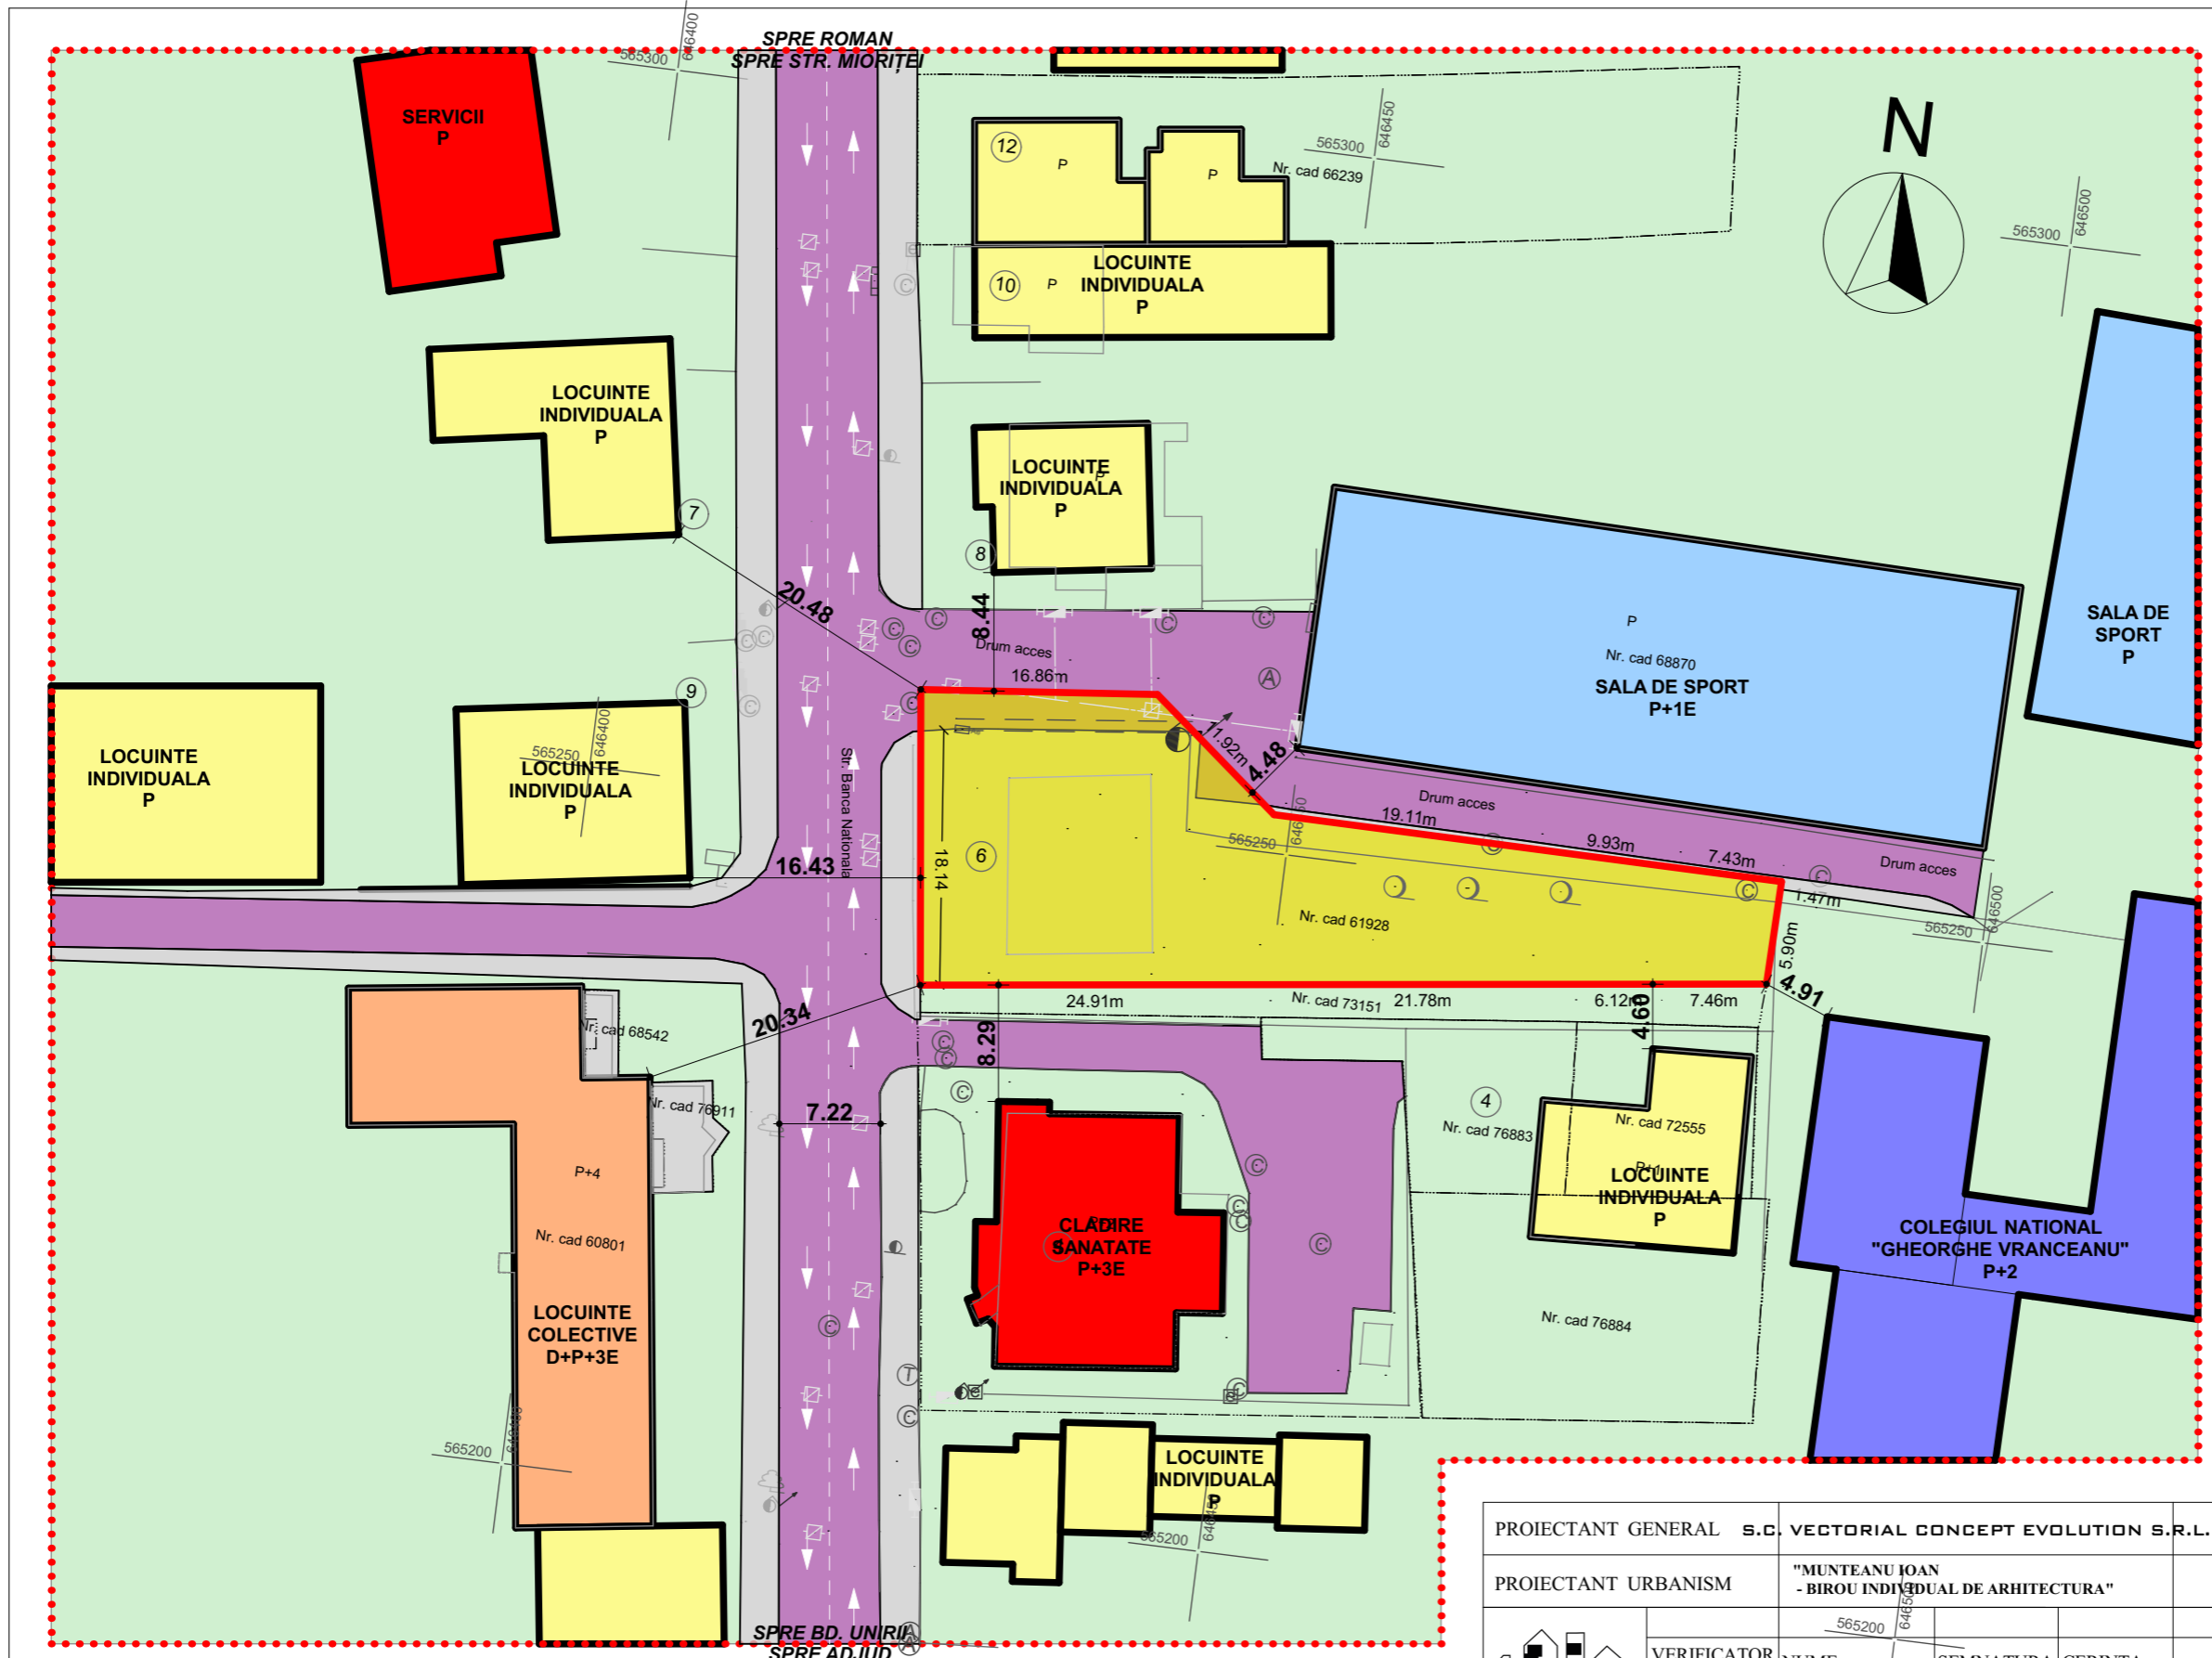 SPRE ROMAN
SPRE STR. MIORIȚEI
565300
646400
SERVICII
P
12
P
P
565300
646450
Nr. cad 66239
N
565300
646500
10
P
LOCUINTE
INDIVIDUALA
P
LOCUINTE
INDIVIDUALA
P
7
LOCUINTE
INDIVIDUALA
P
P
8
20.48
8.44
Drum acces
16.86m
A
P
Nr. cad 68870
SALA DE SPORT
P+1E
SALA DE
SPORT
P
9
LOCUINTE
INDIVIDUALA
P
565250
646400
LOCUINTE
INDIVIDUALA
P
Str. Banca Nationala
11.92m
4.48
Drum acces
19.11m
9.93m
7.43m
Drum acces
16.43
18.14
6
565250
Nr. cad 61928
1.47m
5.90m
565250
646500
4.91
24.91m
Nr. cad 73151
21.78m
6.12m
7.46m
4.60
20.34
8.29
Nr. cad 68542
Nr. cad 76911
7.22
P+4
Nr. cad 60801
LOCUINTE
COLECTIVE
D+P+3E
CLADIRE
SANATATE
P+3E
4
Nr. cad 76883
Nr. cad 72555
LOCUINTE
INDIVIDUALA
P
Nr. cad 76884
COLEGIUL NATIONAL
"GHEORGHE VRANCEANU"
P+2
T
565200
LOCUINTE
INDIVIDUALA
P
565200
646450
SPRE BD. UNIRII
SPRE ADJUD
PROIECTANT GENERAL S.C. VECTORIAL CONCEPT EVOLUTION S.R.L.
PROIECTANT URBANISM "MUNTEANU IOAN
- BIROU INDIVIDUAL DE ARHITECTURA"
565200
646500
VERIFICATOR NUME SEMNATURA CERINTA